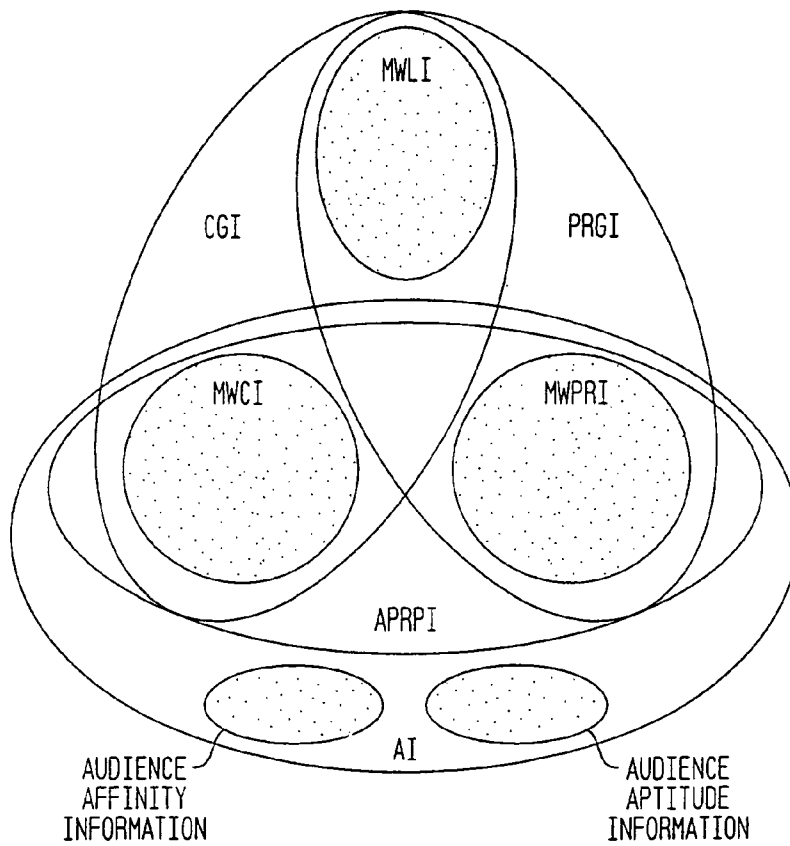 MWLI
CGI
PRGI
MWCI
MWPRI
APRPI
AI
AUDIENCE
AFFINITY
INFORMATION
AUDIENCE
APTITUDE
INFORMATION